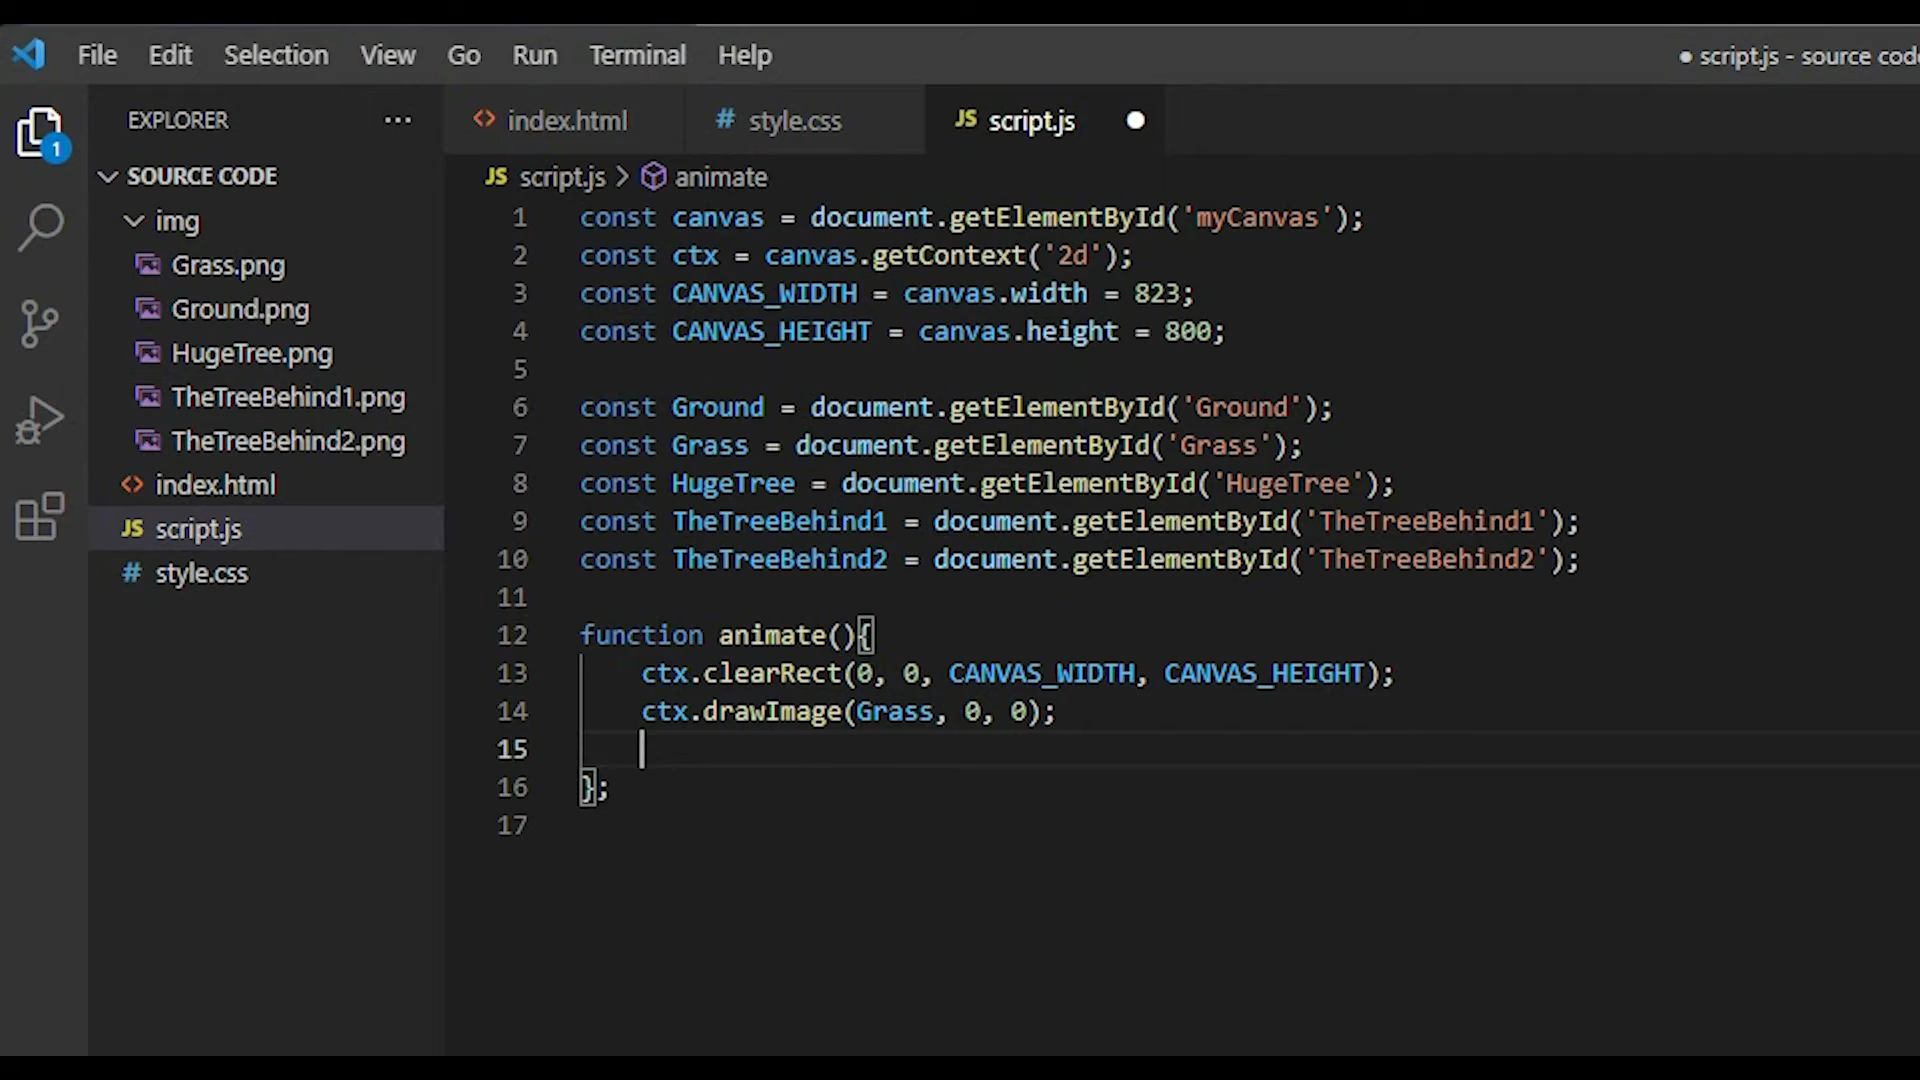 File Edit Selection View Go Run Terminal Help
● script.js - source code
EXPLORER ...
index.html
# style.css
JS script.js
1
SOURCE CODE
img
Grass.png
Ground.png
HugeTree.png
TheTreeBehind1.png
TheTreeBehind2.png
<> index.html
JS script.js
# style.css
JS script.js > animate
1 const canvas = document.getElementById('myCanvas');
2 const ctx = canvas.getContext('2d');
3 const CANVAS_WIDTH = canvas.width = 823;
4 const CANVAS_HEIGHT = canvas.height = 800;
5
6 const Ground = document.getElementById('Ground');
7 const Grass = document.getElementById('Grass');
8 const HugeTree = document.getElementById('HugeTree');
9 const TheTreeBehind1 = document.getElementById('TheTreeBehind1');
10 const TheTreeBehind2 = document.getElementById('TheTreeBehind2');
11
12 function animate(){
13     ctx.clearRect(0, 0, CANVAS_WIDTH, CANVAS_HEIGHT);
14     ctx.drawImage(Grass, 0, 0);
15
16 };
17